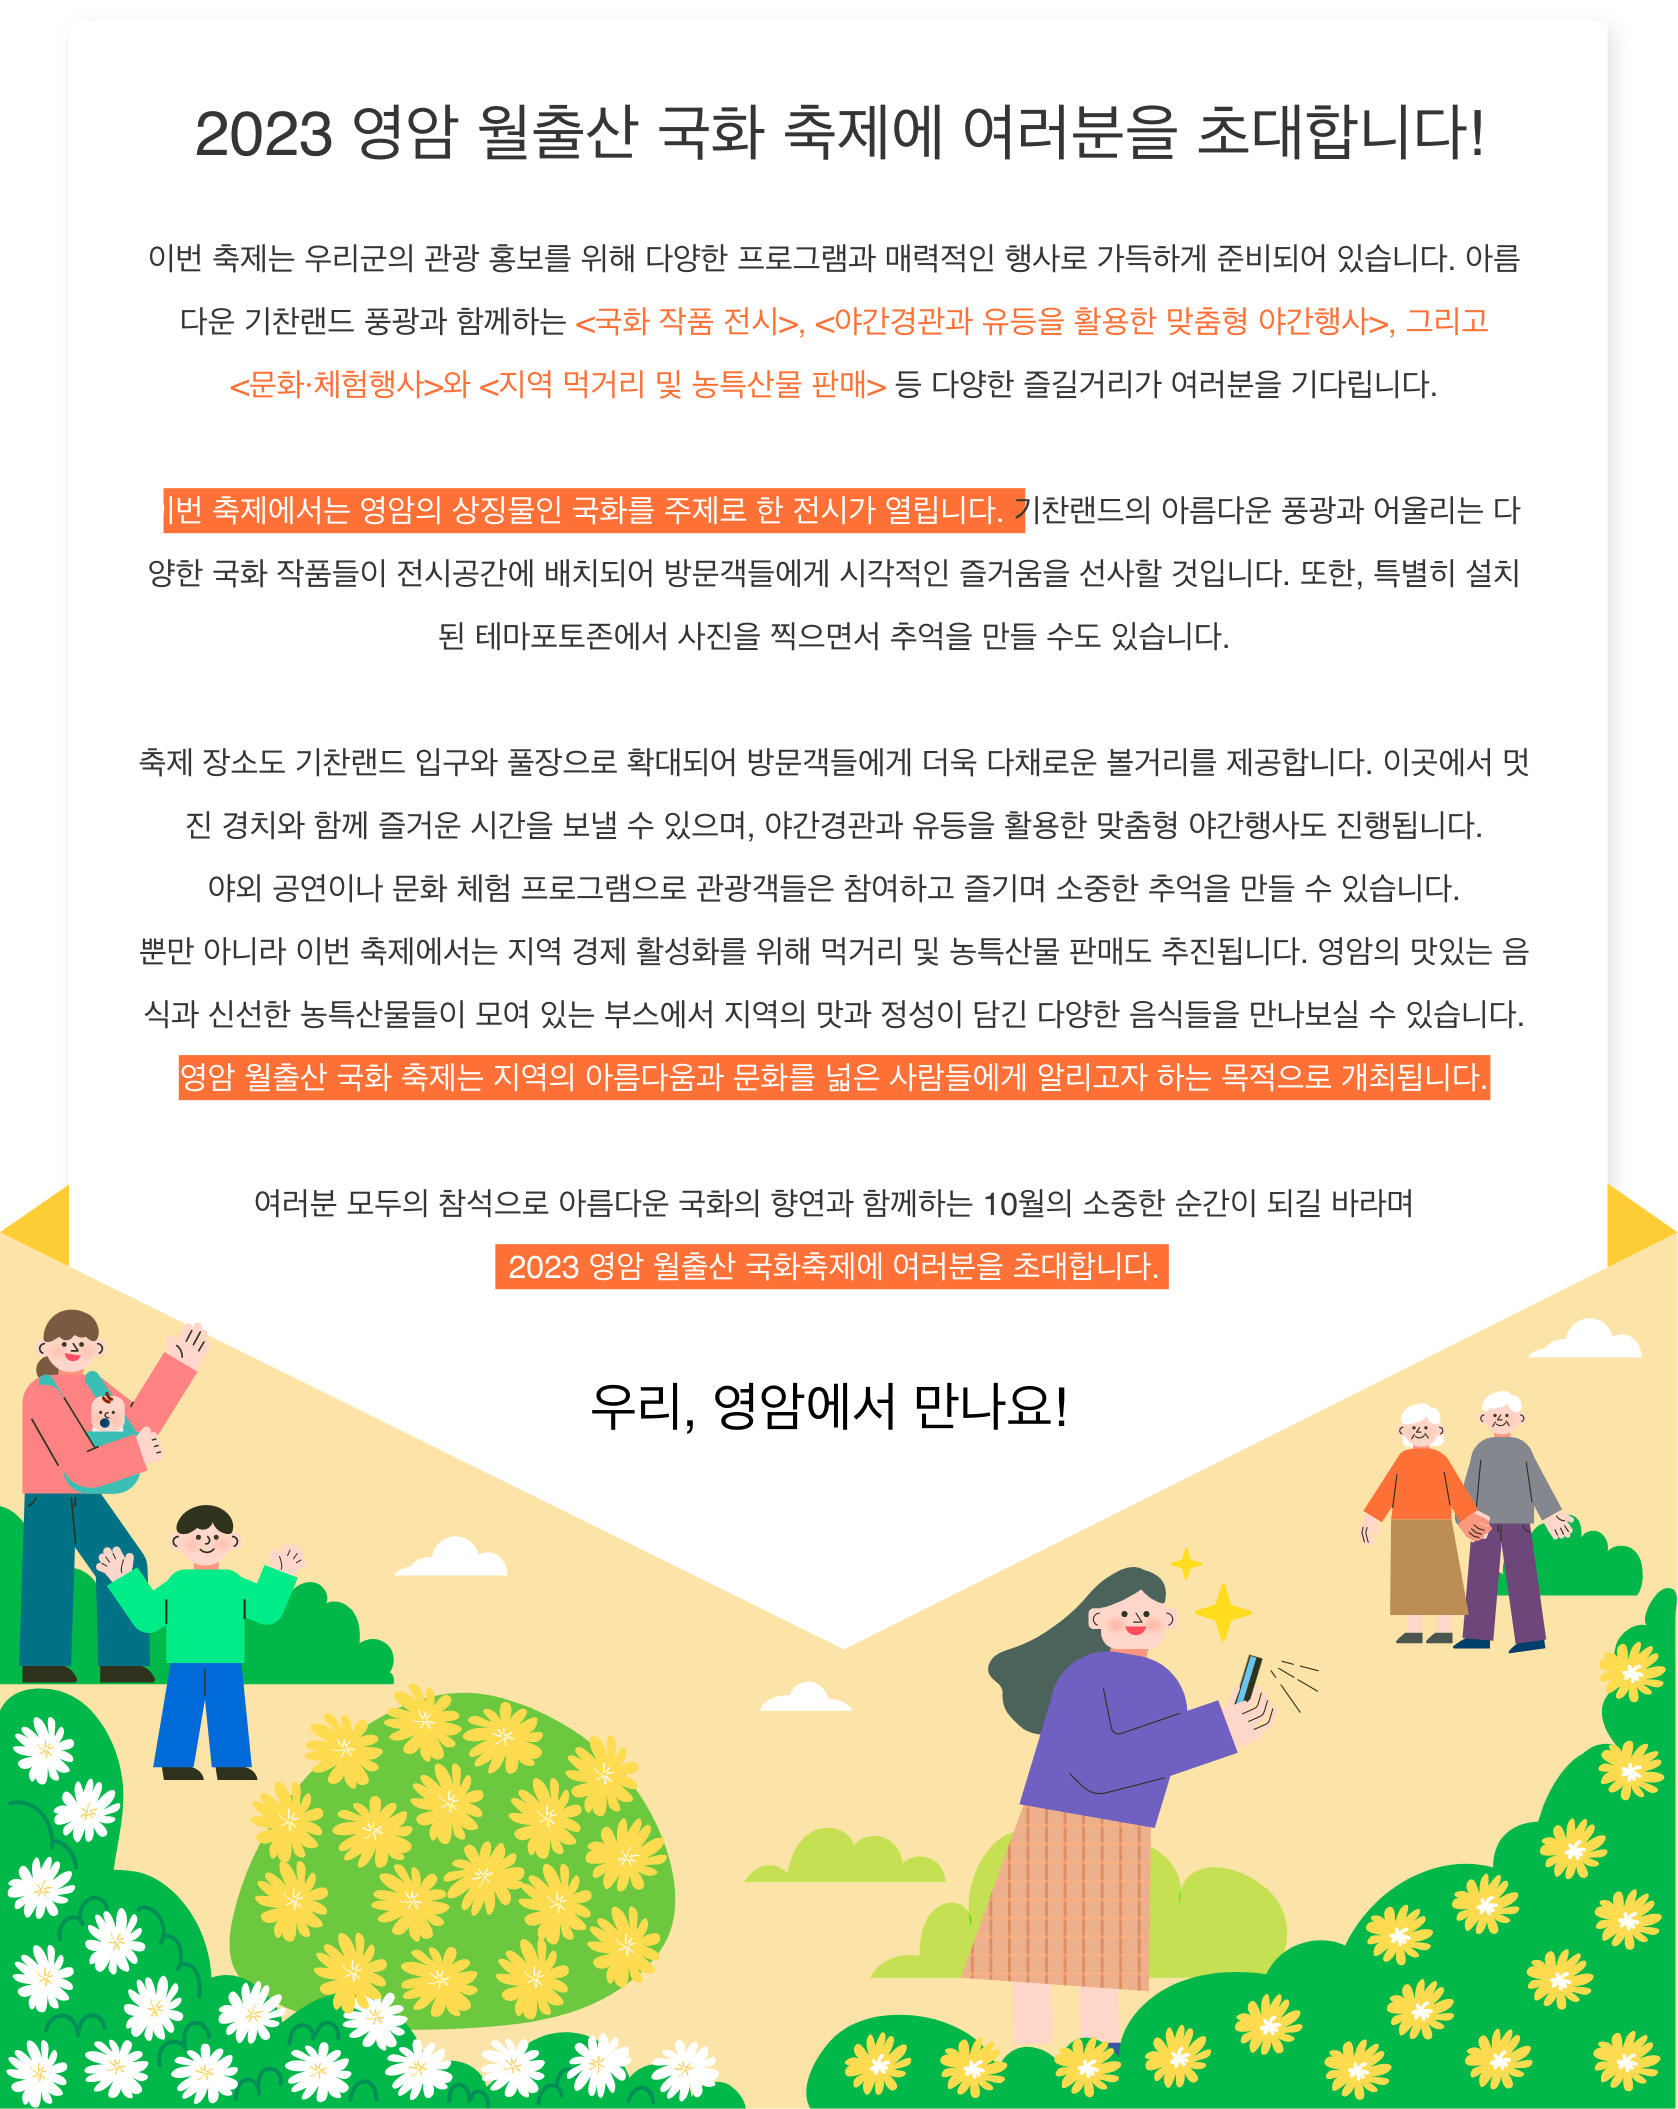 2023 영암 월출산 국화 축제에 여러분을 초대합니다!
이번 축제는 우리군의 관광 홍보를 위해 다양한 프로그램과 매력적인 행사로 가득하게 준비되어 있습니다. 아름
다운 기찬랜드 풍광과 함께하는 <국화 작품 전시>, <야간경관과 유등을 활용한 맞춤형 야간행사>, 그리고
<문화·체험행사>와 <지역 먹거리 및 농특산물 판매> 등 다양한 즐길거리가 여러분을 기다립니다.
이번 축제에서는 영암의 상징물인 국화를 주제로 한 전시가 열립니다. 기찬랜드의 아름다운 풍광과 어울리는 다
양한 국화 작품들이 전시공간에 배치되어 방문객들에게 시각적인 즐거움을 선사할 것입니다. 또한, 특별히 설치
된 테마포토존에서 사진을 찍으면서 추억을 만들 수도 있습니다.
축제 장소도 기찬랜드 입구와 풀장으로 확대되어 방문객들에게 더욱 다채로운 볼거리를 제공합니다. 이곳에서 멋
진 경치와 함께 즐거운 시간을 보낼 수 있으며, 야간경관과 유등을 활용한 맞춤형 야간행사도 진행됩니다.
야외 공연이나 문화 체험 프로그램으로 관광객들은 참여하고 즐기며 소중한 추억을 만들 수 있습니다.
뿐만 아니라 이번 축제에서는 지역 경제 활성화를 위해 먹거리 및 농특산물 판매도 추진됩니다. 영암의 맛있는 음
식과 신선한 농특산물들이 모여 있는 부스에서 지역의 맛과 정성이 담긴 다양한 음식들을 만나보실 수 있습니다.
영암 월출산 국화 축제는 지역의 아름다움과 문화를 넓은 사람들에게 알리고자 하는 목적으로 개최됩니다.
여러분 모두의 참석으로 아름다운 국화의 향연과 함께하는 10월의 소중한 순간이 되길 바라며
2023 영암 월출산 국화축제에 여러분을 초대합니다.
우리, 영암에서 만나요!